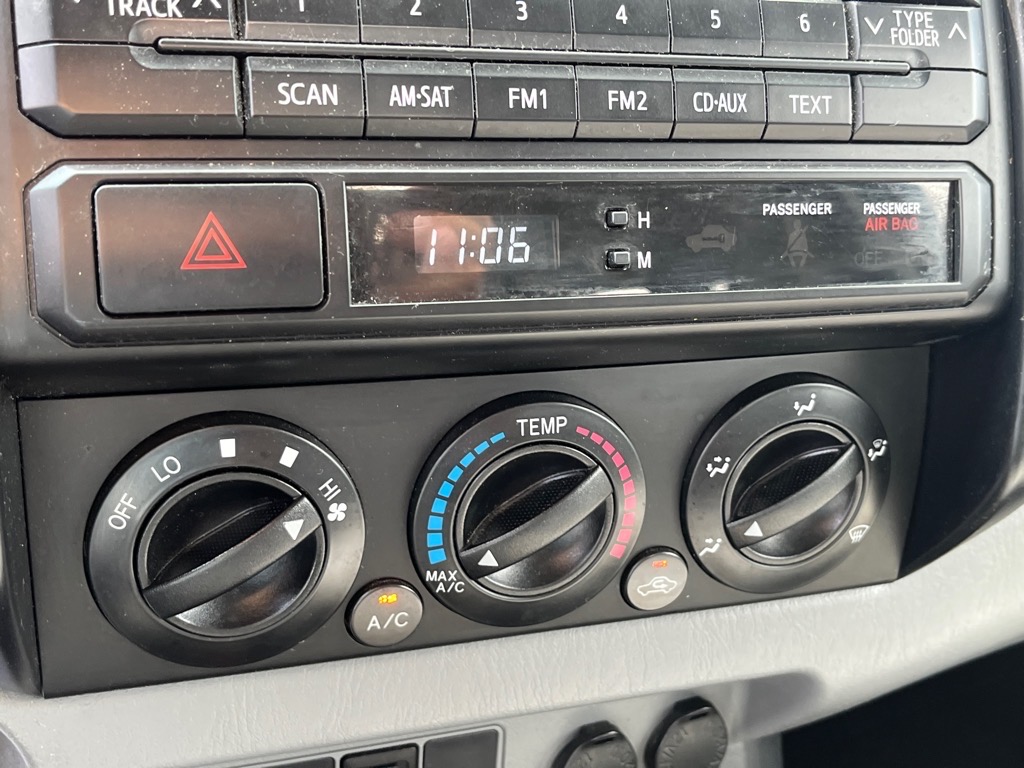 TRACK 1 2 3 4 5 6 TYPE
FOLDER
SCAN AM·SAT FM1 FM2 CD·AUX TEXT
11:06 H PASSENGER PASSENGER
AIR BAG
M OFF
OFF LO HI
TEMP
MAX
A/C
A/C